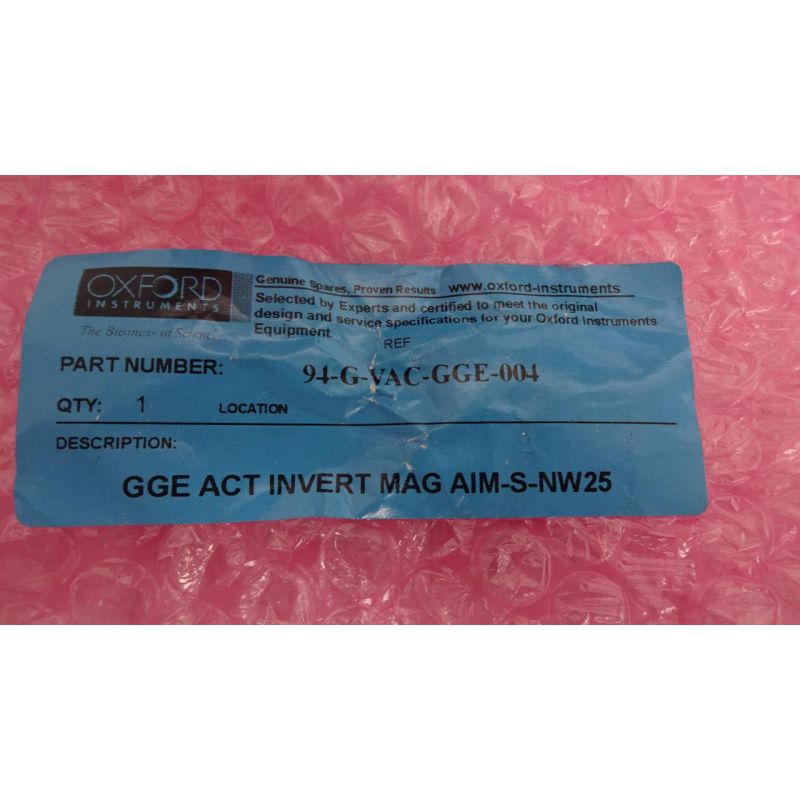 OXFORD
INSTRUMENTS
The Business of Science
Genuine Spares, Proven Results www.oxford-instruments
Selected by Experts and certified to meet the original
design and service specifications for your Oxford Instruments
Equipment.
REF
PART NUMBER: 94-G-VAC-GGE-004
QTY: 1 LOCATION
DESCRIPTION:
GGE ACT INVERT MAG AIM-S-NW25